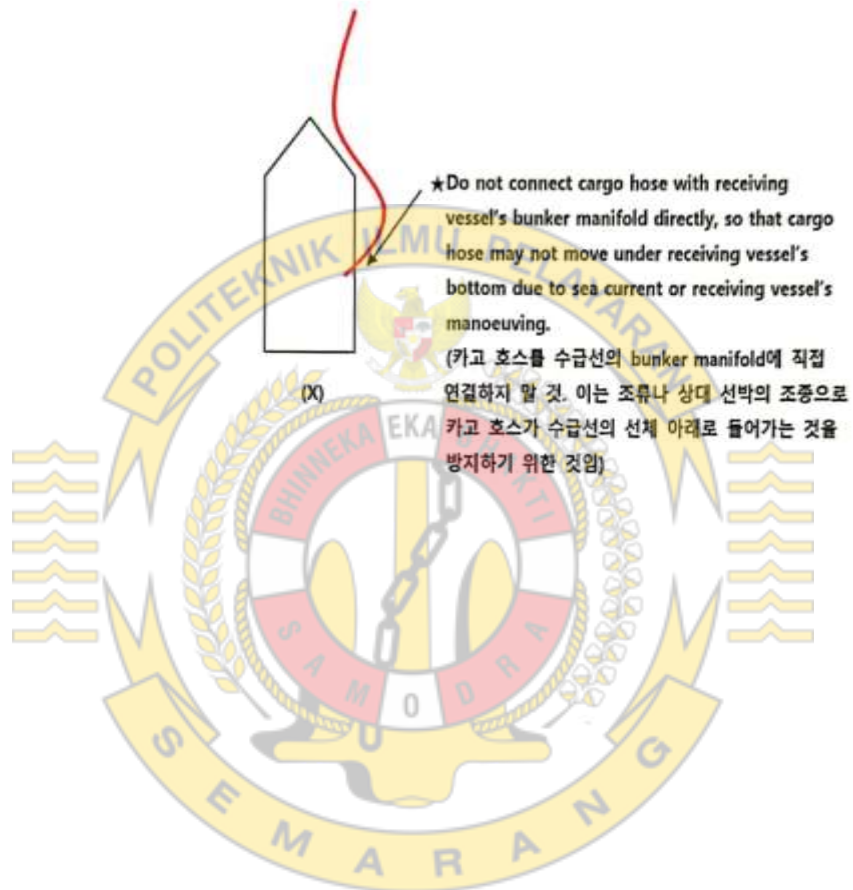 ★Do not connect cargo hose with receiving
vessel's bunker manifold directly, so that cargo
hose may not move under receiving vessel's
bottom due to sea current or receiving vessel's
manoeuving.
(카고 호스를 수급선의 bunker manifold에 직접
연결하지 말 것. 이는 조류나 상대 선박의 조종으로
카고 호스가 수급선의 선체 아래로 들어가는 것을
방지하기 위한 것임)
(X)
POLITEKNIK ILMU PELAYARAN
BHINNEKA EKA BHAKTI
SAMODRA
SEMARANG